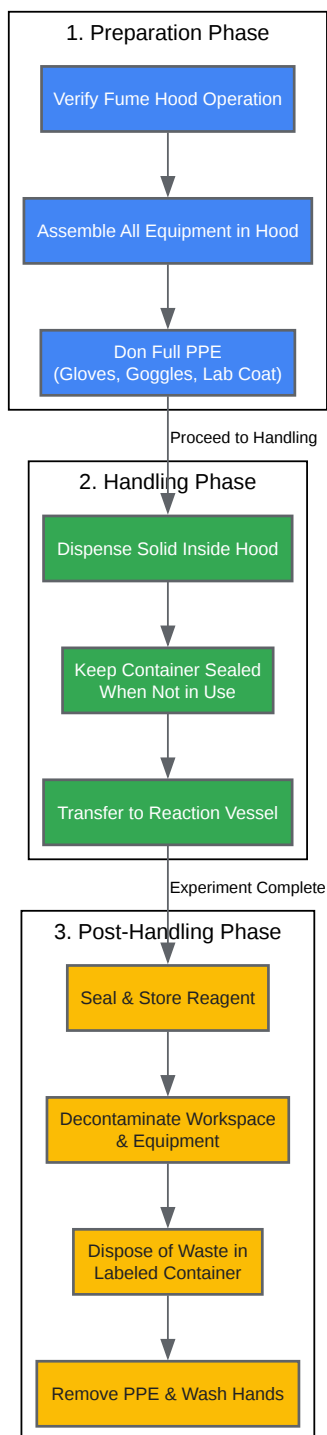 1. Preparation Phase
Verify Fume Hood Operation
Assemble All Equipment in Hood
Don Full PPE
(Gloves, Goggles, Lab Coat)
Proceed to Handling
2. Handling Phase
Dispense Solid Inside Hood
Keep Container Sealed
When Not in Use
Transfer to Reaction Vessel
Experiment Complete
3. Post-Handling Phase
Seal & Store Reagent
Decontaminate Workspace
& Equipment
Dispose of Waste in
Labeled Container
Remove PPE & Wash Hands